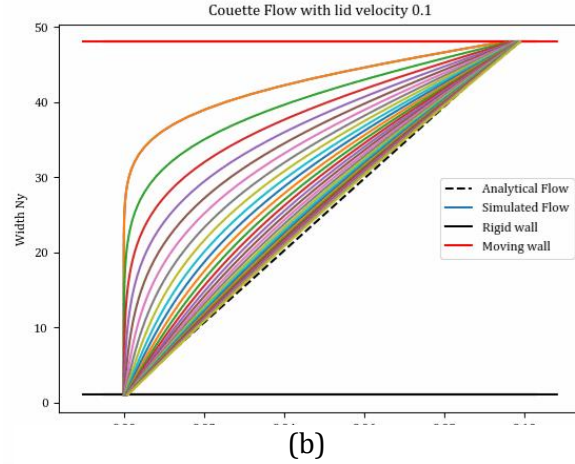 Couette Flow with lid velocity 0.1
50
40
30
20
10
0
Width Ny
Analytical Flow
Simulated Flow
Rigid wall
Moving wall
(b)